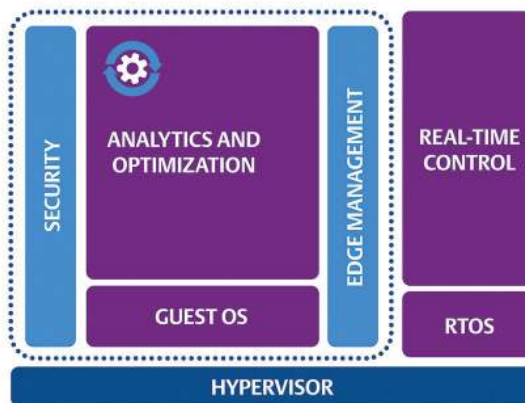 SECURITY
ANALYTICS AND
OPTIMIZATION
EDGE MANAGEMENT
REAL-TIME
CONTROL
GUEST OS
RTOS
HYPERVISOR